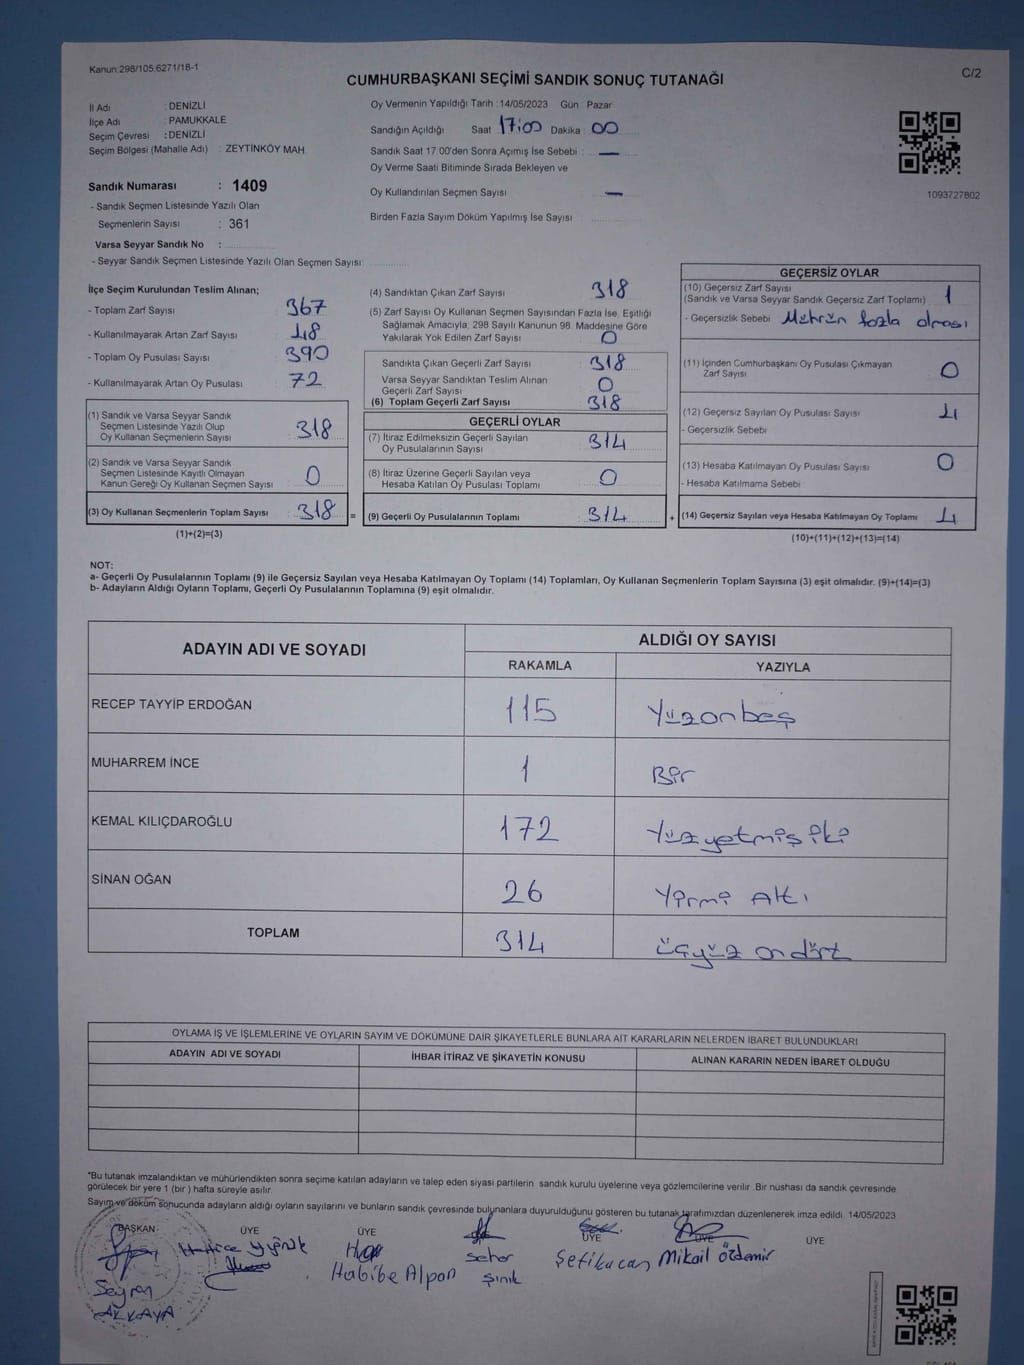 Kanun:298/105.6271/18-1
C/2
CUMHURBAŞKANI SEÇİMİ SANDIK SONUÇ TUTANAĞI
İl Adı : DENİZLİ
İlçe Adı : PAMUKKALE
Seçim Çevresi : DENİZLİ
Seçim Bölgesi (Mahalle Adı) : ZEYTİNKÖY MAH.
Sandık Numarası : 1409
- Sandık Seçmen Listesinde Yazılı Olan
Seçmenlerin Sayısı : 361
Varsa Seyyar Sandık No :
- Seyyar Sandık Seçmen Listesinde Yazılı Olan Seçmen Sayısı:
Oy Vermenin Yapıldığı Tarih :14/05/2023 Gün : Pazar
Sandığın Açıldığı Saat 17:00 Dakika : 00
Sandık Saat 17:00'den Sonra Açımış İse Sebebi : —
Oy Verme Saati Bitiminde Sırada Bekleyen ve
Oy Kullandırılan Seçmen Sayısı —
Birden Fazla Sayım Döküm Yapılmış İse Sayısı
1093727802
İlçe Seçim Kurulundan Teslim Alınan;
- Toplam Zarf Sayısı 367
- Kullanılmayarak Artan Zarf Sayısı 48
- Toplam Oy Pusulası Sayısı 390
- Kullanılmayarak Artan Oy Pusulası 72
(1) Sandık ve Varsa Seyyar Sandık
Seçmen Listesinde Yazılı Olup
Oy Kullanan Seçmenlerin Sayısı 318
(2) Sandık ve Varsa Seyyar Sandık
Seçmen Listesinde Kayıtlı Olmayan
Kanun Gereği Oy Kullanan Seçmen Sayısı 0
(3) Oy Kullanan Seçmenlerin Toplam Sayısı 318 =
(1)+(2)=(3)
(4) Sandıktan Çıkan Zarf Sayısı 318
(5) Zarf Sayısı Oy Kullanan Seçmen Sayısından Fazla İse, Eşitliği
Sağlamak Amacıyla; 298 Sayılı Kanunun 98. Maddesine Göre
Yakılarak Yok Edilen Zarf Sayısı 0
Sandıkta Çıkan Geçerli Zarf Sayısı 318
Varsa Seyyar Sandıktan Teslim Alınan
Geçerli Zarf Sayısı 0
(6) Toplam Geçerli Zarf Sayısı 318
GEÇERLİ OYLAR
(7) İtiraz Edilmeksizin Geçerli Sayılan
Oy Pusulalarının Sayısı 314
(8) İtiraz Üzerine Geçerli Sayılan veya
Hesaba Katılan Oy Pusulası Toplamı 0
(9) Geçerli Oy Pusulalarının Toplamı : 314 +
GEÇERSİZ OYLAR
(10) Geçersiz Zarf Sayısı 1
(Sandık ve Varsa Seyyar Sandık Geçersiz Zarf Toplamı)
- Geçersizlik Sebebi : Mührün fazla olması
(11) İçinden Cumhurbaşkanı Oy Pusulası Çıkmayan
Zarf Sayısı 0
(12) Geçersiz Sayılan Oy Pusulası Sayısı 4
- Geçersizlik Sebebi
(13) Hesaba Katılmayan Oy Pusulası Sayısı 0
- Hesaba Katılmama Sebebi
(14) Geçersiz Sayılan veya Hesaba Katılmayan Oy Toplamı 4
(10)+(11)+(12)+(13)=(14)
NOT:
a- Geçerli Oy Pusulalarının Toplamı (9) ile Geçersiz Sayılan veya Hesaba Katılmayan Oy Toplamı (14) Toplamları, Oy Kullanan Seçmenlerin Toplam Sayısına (3) eşit olmalıdır. (9)+(14)=(3)
b- Adayların Aldığı Oyların Toplamı, Geçerli Oy Pusulalarının Toplamına (9) eşit olmalıdır.
ADAYIN ADI VE SOYADI ALDIĞI OY SAYISI
RAKAMLA YAZIYLA
RECEP TAYYİP ERDOĞAN 115 Yüzonbeş
MUHARREM İNCE 1 Bir
KEMAL KILIÇDAROĞLU 172 Yüzyetmişiki
SİNAN OĞAN 26 Yirmi Altı
TOPLAM 314 Üçyüz ondört
OYLAMA İŞ VE İŞLEMLERİNE VE OYLARIN SAYIM VE DÖKÜMÜNE DAİR ŞİKAYETLERLE BUNLARA AİT KARARLARIN NELERDEN İBARET BULUNDUKLARI
ADAYIN ADI VE SOYADI İHBAR İTİRAZ VE ŞİKAYETİN KONUSU ALINAN KARARIN NEDEN İBARET OLDUĞU
*Bu tutanak imzalandıktan ve mühürlendikten sonra seçime katılan adayların ve talep eden siyasi partilerin sandık kurulu üyelerine veya gözlemcilerine verilir. Bir nüshası da sandık çevresinde
görülecek bir yere 1 (bir ) hafta süreyle asılır.
Sayım ve döküm sonucunda adayların aldığı oyların sayılarını ve bunların sandık çevresinde bulunanlara duyurulduğunu gösteren bu tutanak tarafımızdan düzenlenerek imza edildi. 14/05/2023
BAŞKAN ÜYE ÜYE ÜYE ÜYE ÜYE
Hatice Yörük
Habibe Alpan
Seher
Şınık
Mikail Özdemir
Seyran
AKKAYA